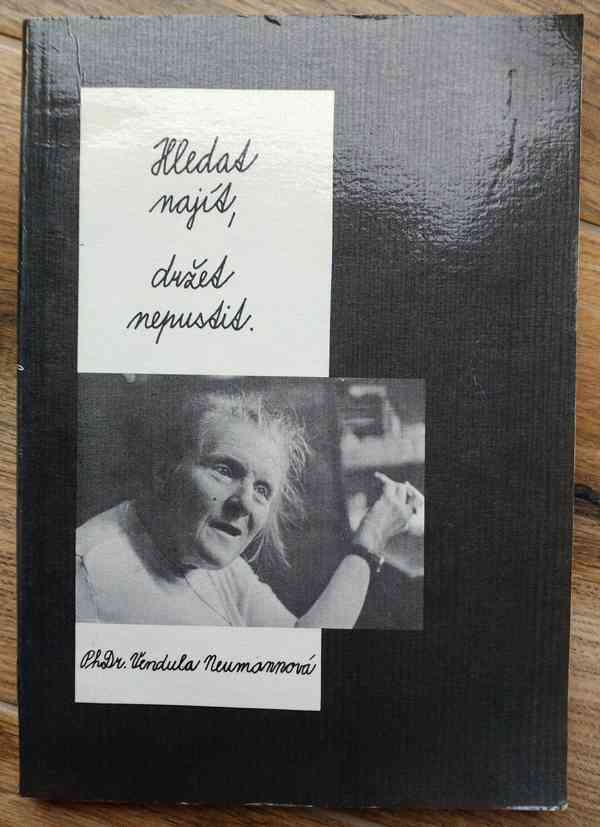 Hledat
najít,
držet
nepustit.
PhDr. Vendula Neumannová